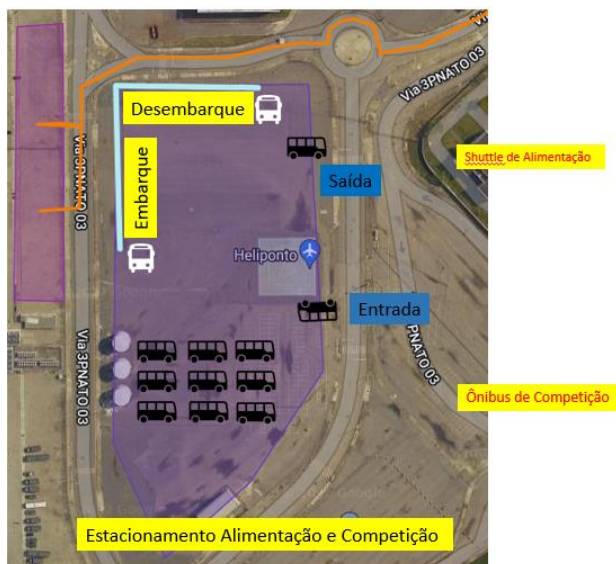 Via
Desembarque
Via 3PNATO 03
Via 3PNATO 03
Embarque
Shuttle de Alimentação
Saída
Heliponto
Entrada
Via 3PNATO 03
PNATO 03
Ônibus de Competição
Estacionamento Alimentação e Competição